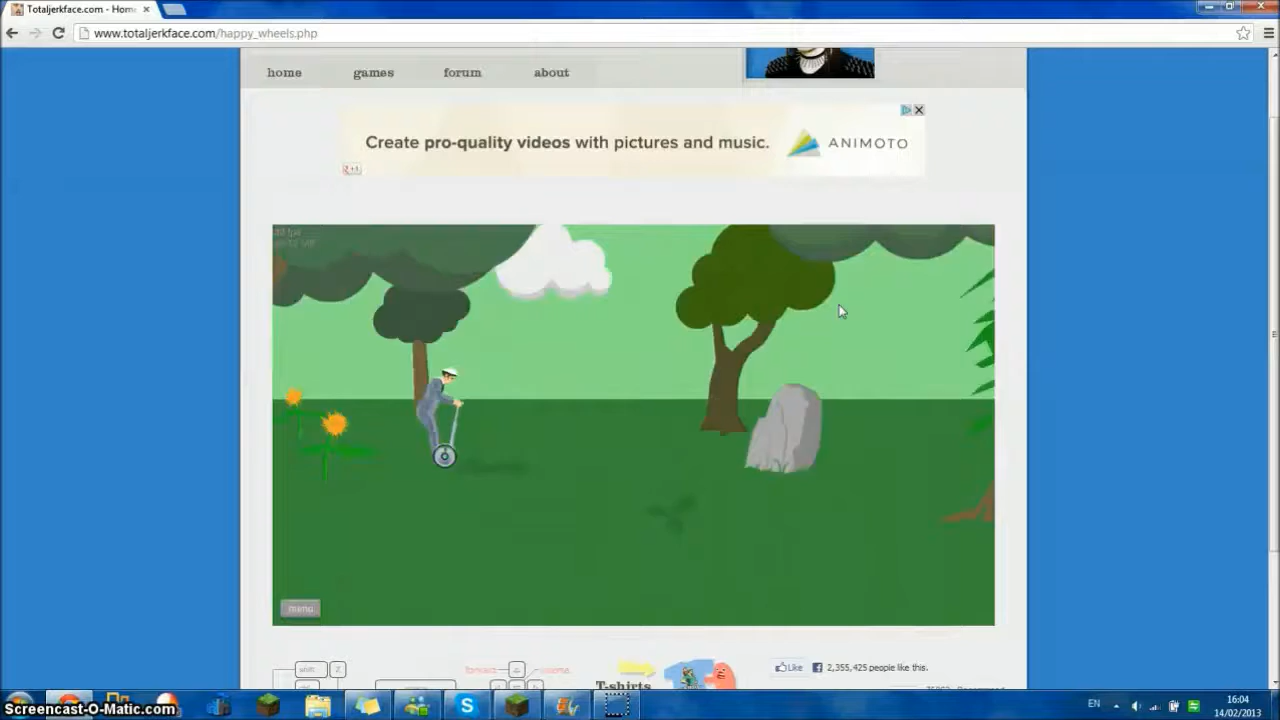 Totaljerkface.com - Home
www.totaljerkface.com/happy_wheels.php
home games forum about
Create pro-quality videos with pictures and music. ANIMOTO
menu
shift Z
forward
Like 2,355,425 people like this.
T-shirts
EN
16:04
14/02/2013
Screencast-O-Matic.com